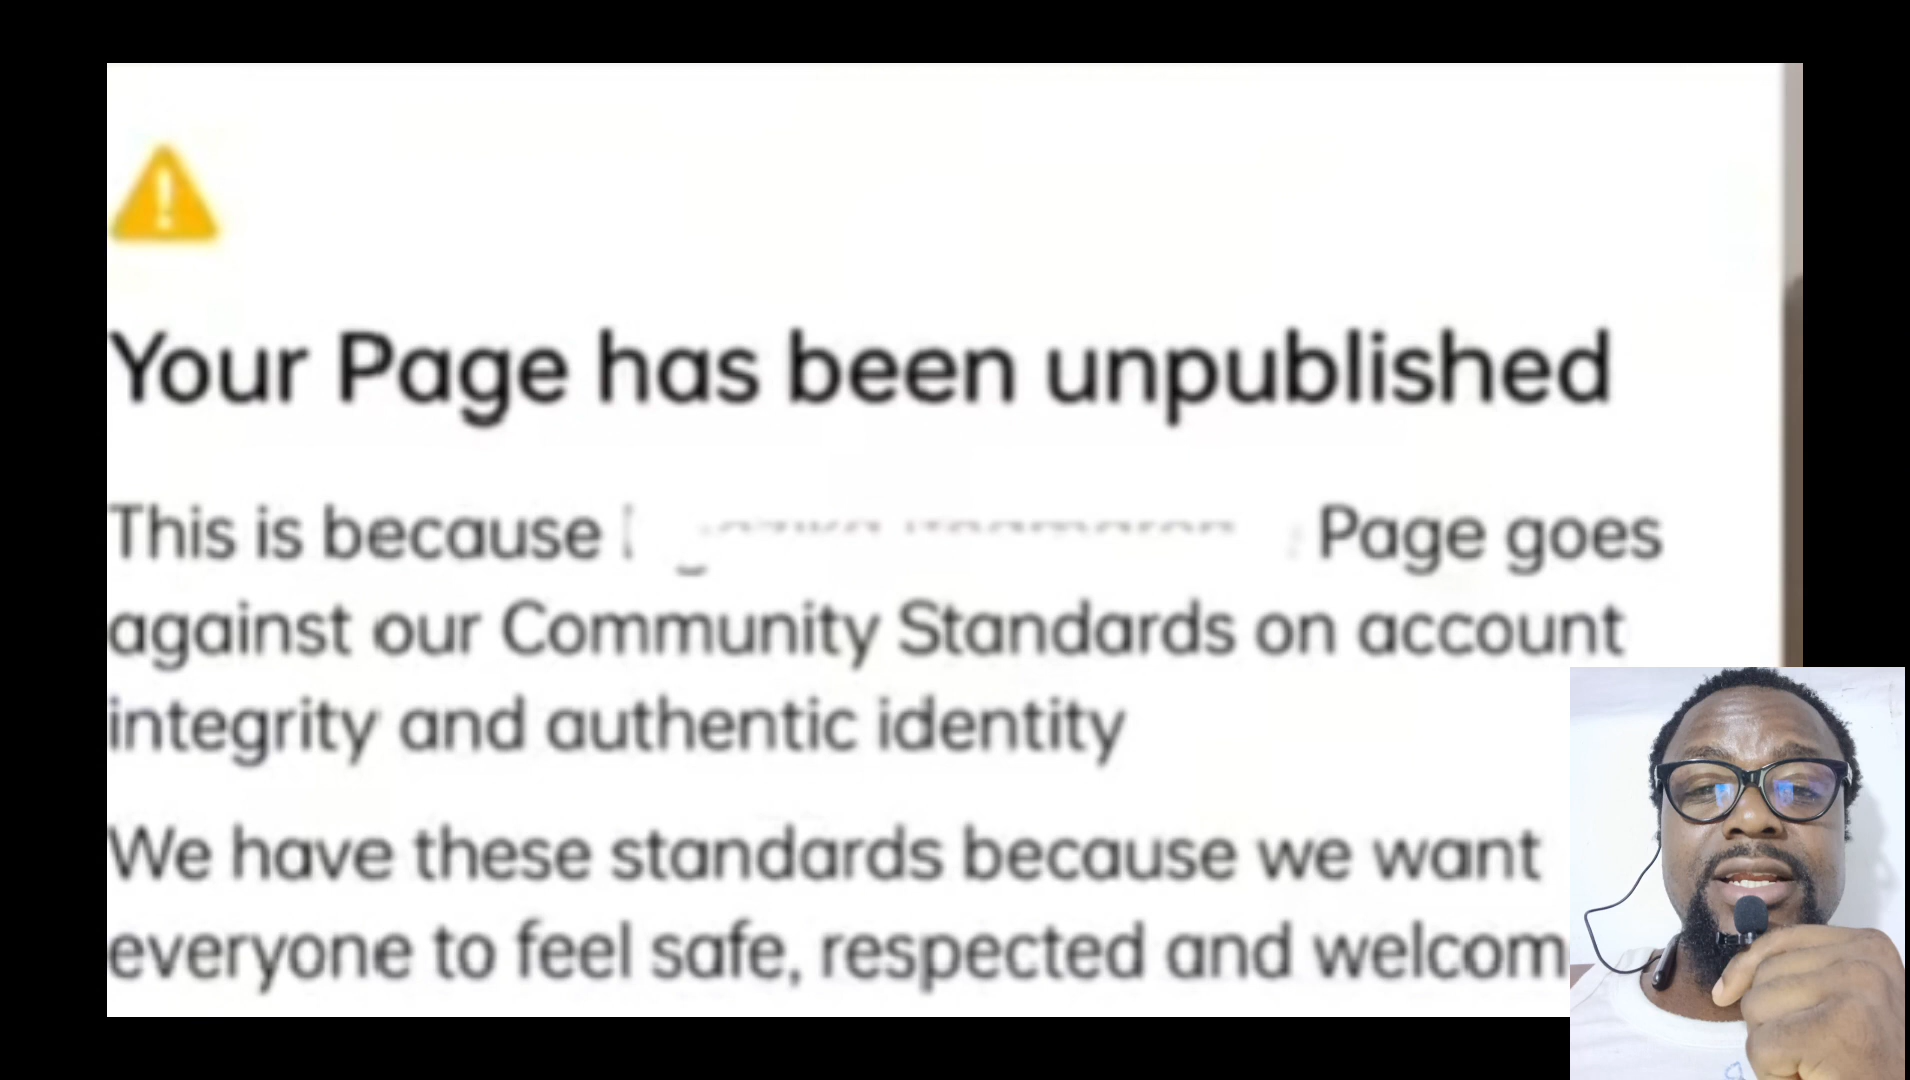 Your Page has been unpublished
This is because Page goes
against our Community Standards on account
integrity and authentic identity
We have these standards because we want
everyone to feel safe, respected and welcom